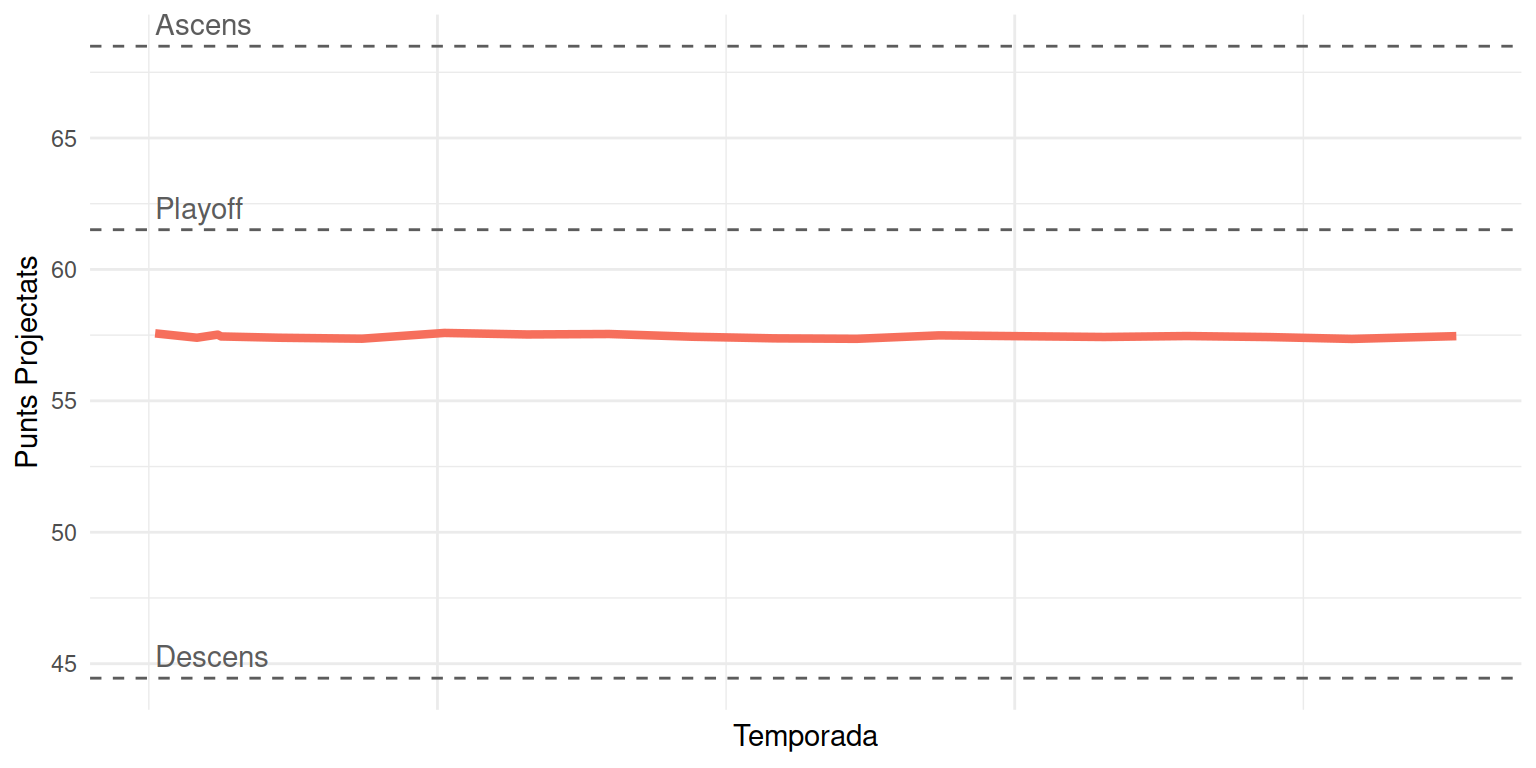 Ascens
65
Playoff
60
Punts Projectats
55
50
Descens
45
Temporada